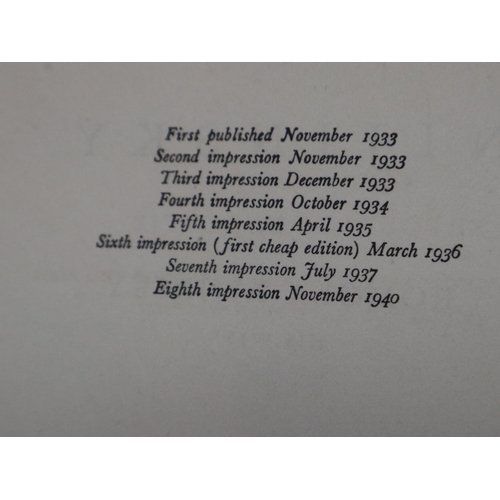 First published November 1933
Second impression November 1933
Third impression December 1933
Fourth impression October 1934
Fifth impression April 1935
Sixth impression (first cheap edition) March 1936
Seventh impression July 1937
Eighth impression November 1940